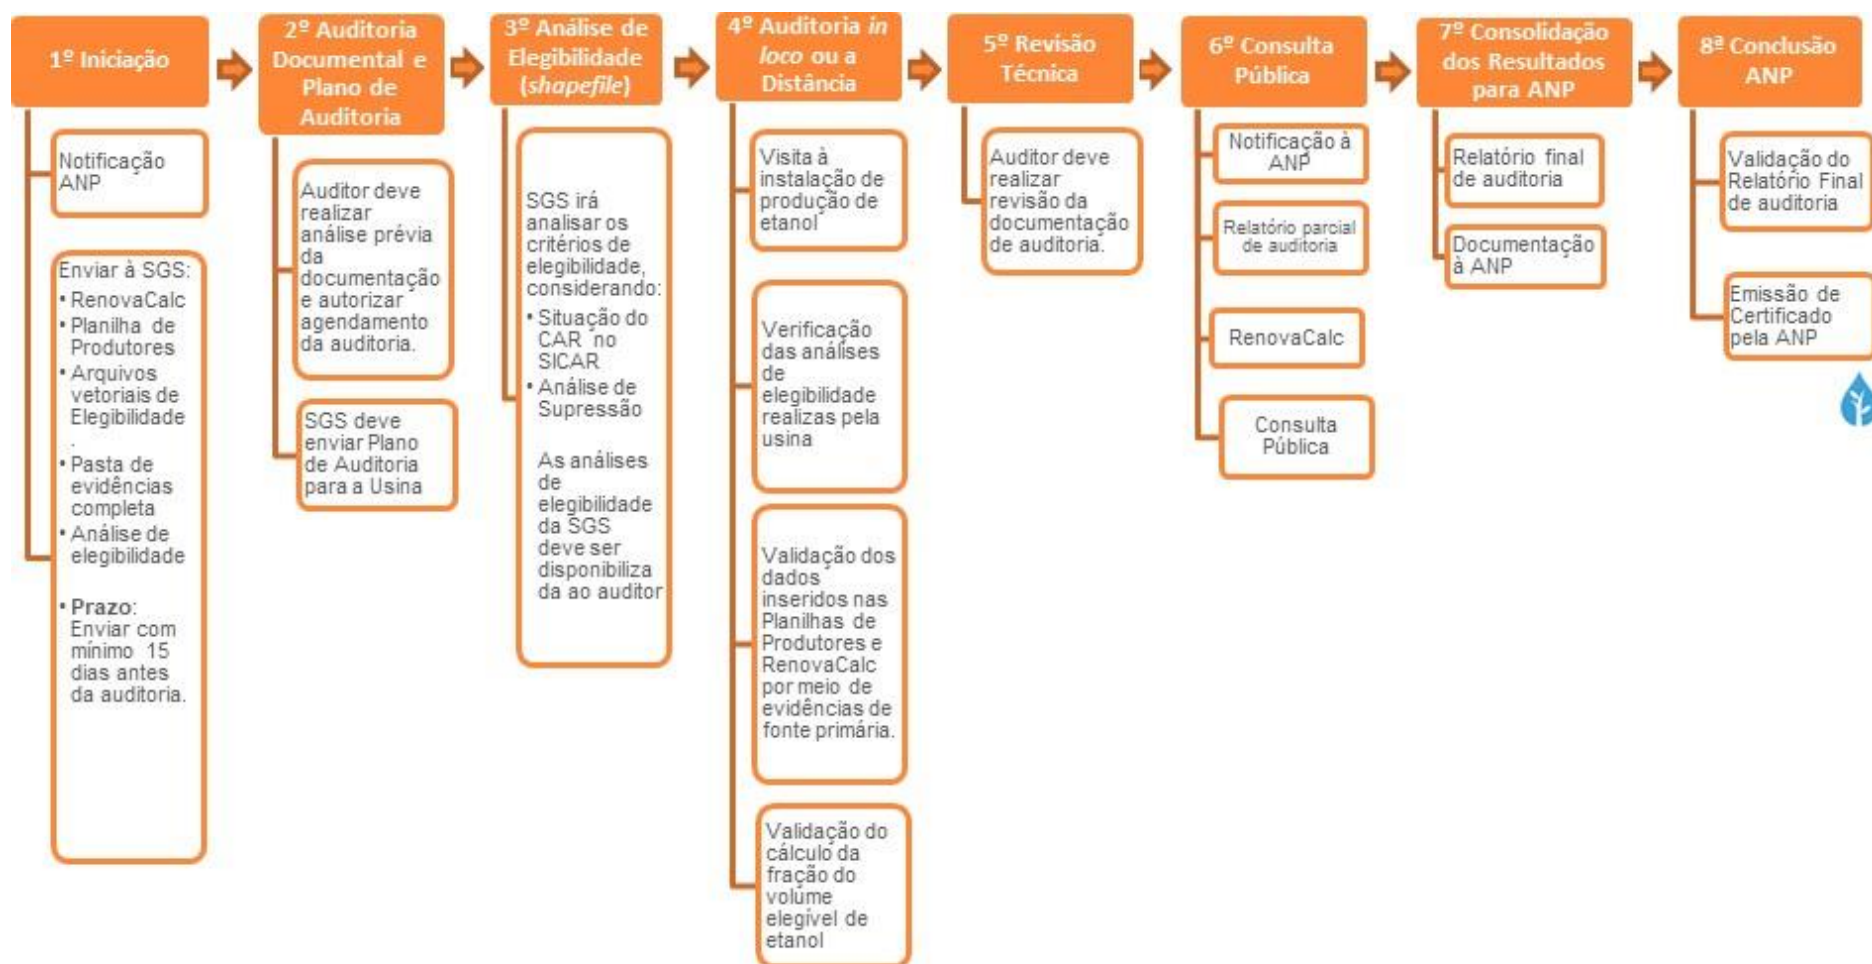 1º Iniciação
Notificação
ANP
Enviar à SGS:
• RenovaCalc
• Planilha de
Produtores
• Arquivos
vetoriais de
Elegibilidade
.
• Pasta de
evidências
completa
• Análise de
elegibilidade
• Prazo:
Enviar com
mínimo 15
dias antes
da auditoria.
2º Auditoria
Documental e
Plano de
Auditoria
Auditor deve
realizar
análise prévia
da
documentação
e autorizar
agendamento
da auditoria.
SGS deve
enviar Plano
de Auditoria
para a Usina
3º Análise de
Elegibilidade
(shapefile)
SGS irá
analisar os
critérios de
elegibilidade,
considerando:
• Situação do
CAR no
SICAR
• Análise de
Supressão
As análises
de
elegibilidade
da SGS
deve ser
disponibiliza
da ao auditor
4º Auditoria in
loco ou a
Distância
Visita à
instalação de
produção de
etanol
Verificação
das análises
de
elegibilidade
realizas pela
usina
Validação dos
dados
inseridos nas
Planilhas de
Produtores e
RenovaCalc
por meio de
evidências de
fonte primária.
Validação do
cálculo da
fração do
volume
elegível de
etanol
5º Revisão
Técnica
Auditor deve
realizar
revisão da
documentação
de auditoria.
6º Consulta
Pública
Notificação à
ANP
Relatório parcial
de auditoria
RenovaCalc
Consulta
Pública
7º Consolidação
dos Resultados
para ANP
Relatório final
de auditoria
Documentação
à ANP
8ª Conclusão
ANP
Validação do
Relatório Final
de auditoria
Emissão de
Certificado
pela ANP